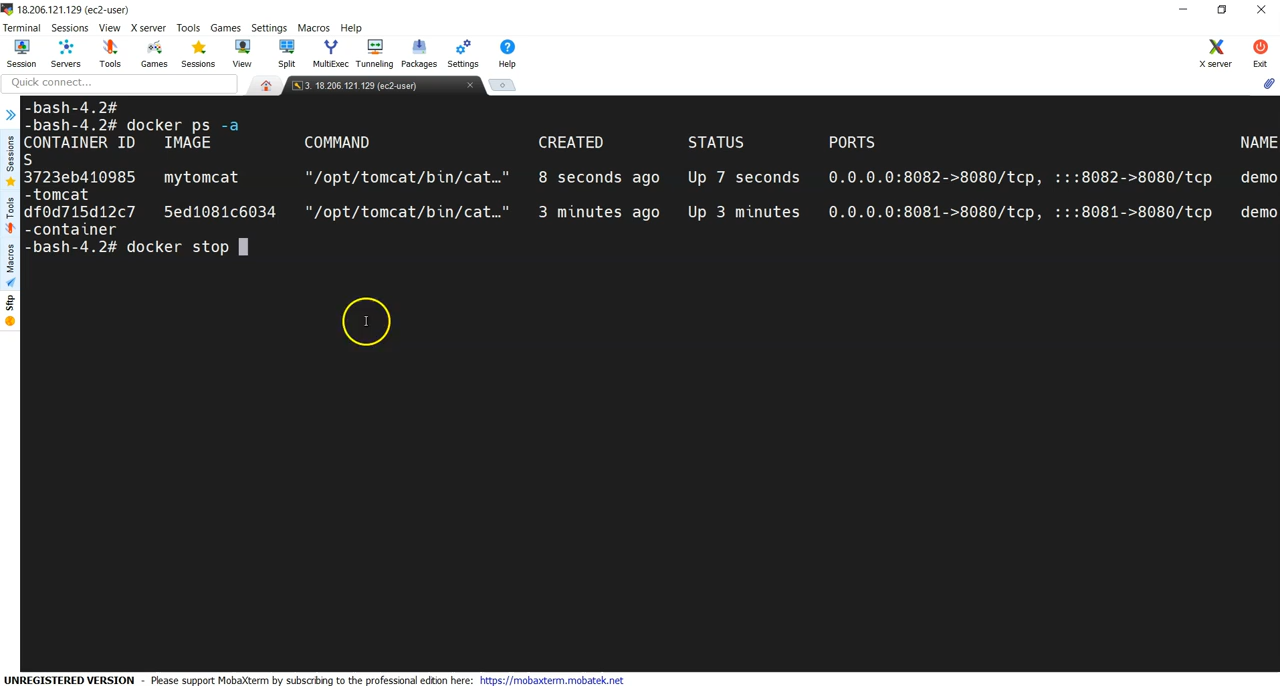 18.206.121.129 (ec2-user)
Terminal Sessions View X server Tools Games Settings Macros Help
Session Servers Tools Games Sessions View Split MultiExec Tunneling Packages Settings Help X server Exit
Quick connect... 3. 18.206.121.129 (ec2-user)
Sessions
Tools
Macros
Sftp
-bash-4.2#
-bash-4.2# docker ps -a
CONTAINER ID IMAGE COMMAND CREATED STATUS PORTS NAME
S
3723eb410985 mytomcat "/opt/tomcat/bin/cat…" 8 seconds ago Up 7 seconds 0.0.0.0:8082->8080/tcp, :::8082->8080/tcp demo
-tomcat
df0d715d12c7 5ed1081c6034 "/opt/tomcat/bin/cat…" 3 minutes ago Up 3 minutes 0.0.0.0:8081->8080/tcp, :::8081->8080/tcp demo
-container
-bash-4.2# docker stop
UNREGISTERED VERSION - Please support MobaXterm by subscribing to the professional edition here: https://mobaxterm.mobatek.net